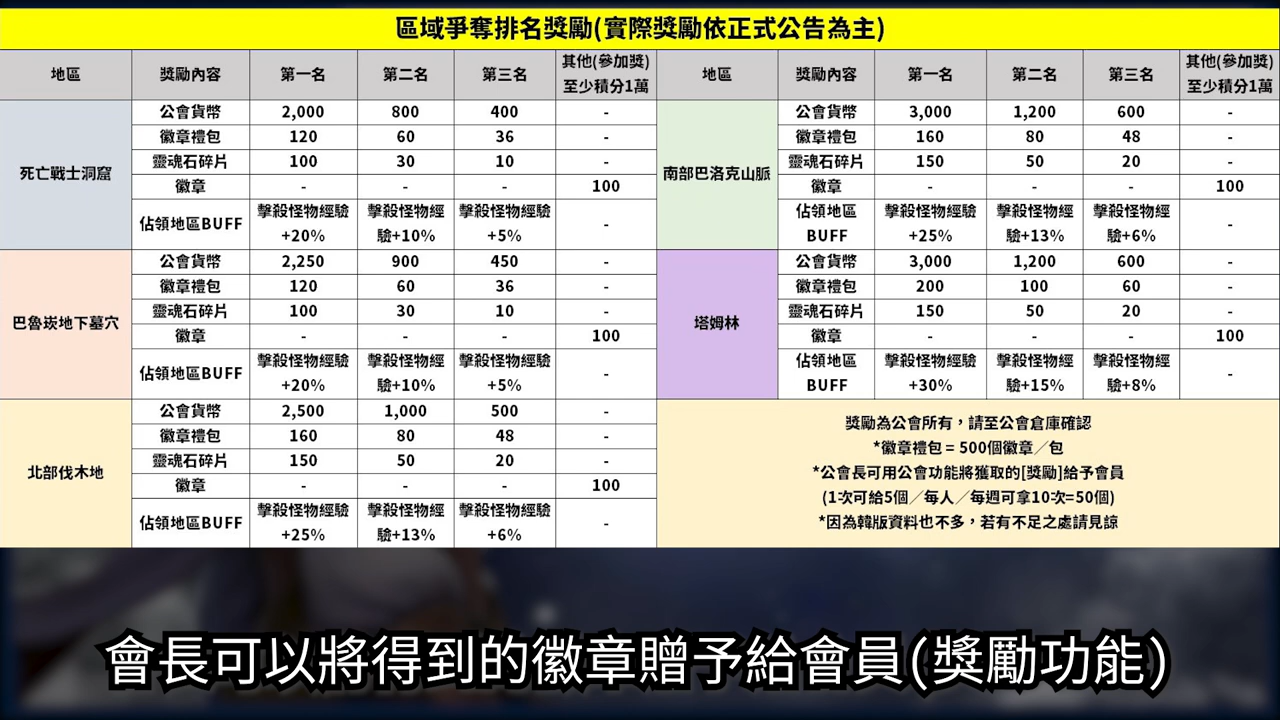 區域爭奪排名獎勵(實際獎勵依正式公告為主)
地區 獎勵內容 第一名 第二名 第三名 其他(參加獎)至少積分1萬
死亡戰士洞窟
公會貨幣 2,000 800 400 -
徽章禮包 120 60 36 -
靈魂石碎片 100 30 10 -
徽章 - - - 100
佔領地區BUFF 擊殺怪物經驗+20% 擊殺怪物經驗+10% 擊殺怪物經驗+5% -
巴魯崁地下墓穴
公會貨幣 2,250 900 450 -
徽章禮包 120 60 36 -
靈魂石碎片 100 30 10 -
徽章 - - - 100
佔領地區BUFF 擊殺怪物經驗+20% 擊殺怪物經驗+10% 擊殺怪物經驗+5% -
北部伐木地
公會貨幣 2,500 1,000 500 -
徽章禮包 160 80 48 -
靈魂石碎片 150 50 20 -
徽章 - - - 100
佔領地區BUFF 擊殺怪物經驗+25% 擊殺怪物經驗+13% 擊殺怪物經驗+6% -
地區 獎勵內容 第一名 第二名 第三名 其他(參加獎)至少積分1萬
南部巴洛克山脈
公會貨幣 3,000 1,200 600 -
徽章禮包 160 80 48 -
靈魂石碎片 150 50 20 -
徽章 - - - 100
佔領地區BUFF 擊殺怪物經驗+25% 擊殺怪物經驗+13% 擊殺怪物經驗+6% -
塔姆林
公會貨幣 3,000 1,200 600 -
徽章禮包 200 100 60 -
靈魂石碎片 150 50 20 -
徽章 - - - 100
佔領地區BUFF 擊殺怪物經驗+30% 擊殺怪物經驗+15% 擊殺怪物經驗+8% -
獎勵為公會所有，請至公會倉庫確認
*徽章禮包 = 500個徽章／包
*公會長可用公會功能將獲取的[獎勵]給予會員
(1次可給5個／每人／每週可拿10次=50個)
*因為韓版資料也不多，若有不足之處請見諒
會長可以將得到的徽章贈予給會員(獎勵功能)